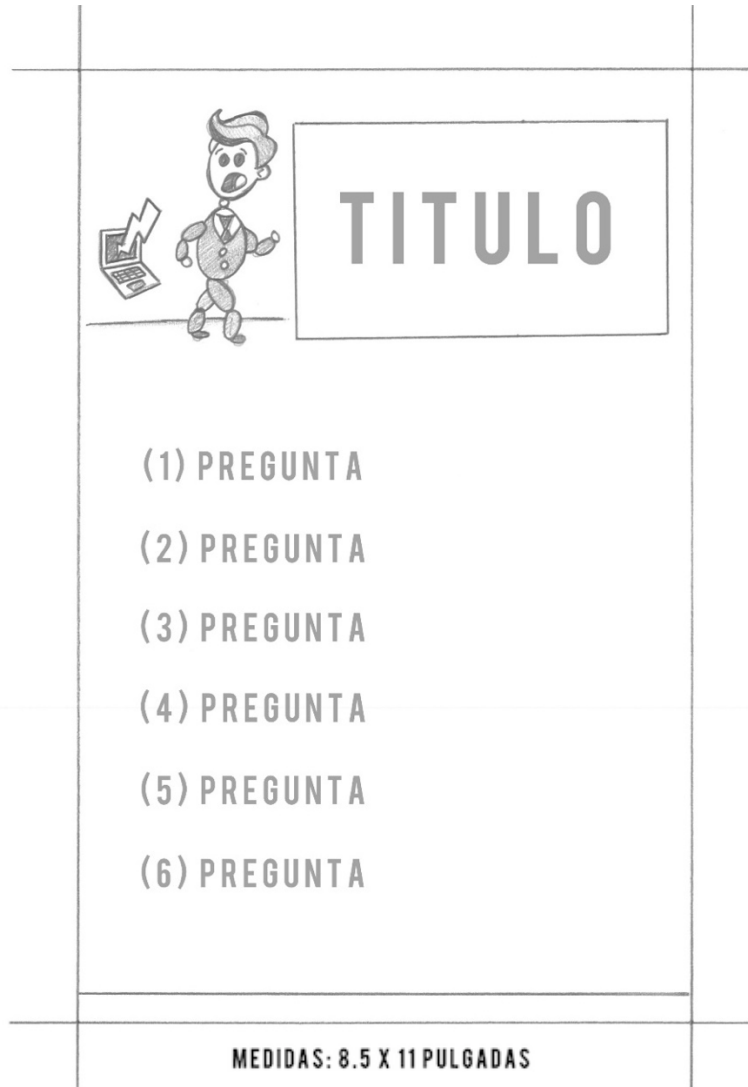 TITULO
(1) PREGUNTA
(2) PREGUNTA
(3) PREGUNTA
(4) PREGUNTA
(5) PREGUNTA
(6) PREGUNTA
MEDIDAS: 8.5 X 11 PULGADAS